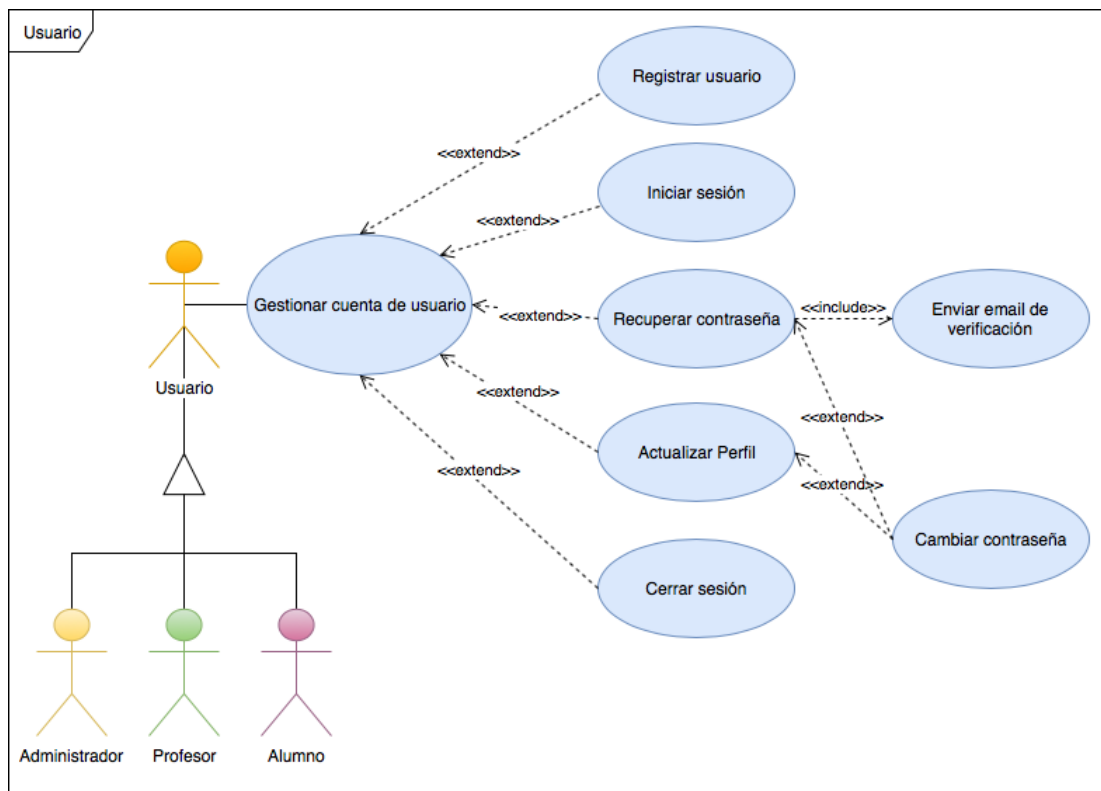 Usuario
Registrar usuario
<<extend>>
Iniciar sesión
<<extend>>
Gestionar cuenta de usuario
<<extend>>
Recuperar contraseña
<<include>>
Enviar email de
verificación
Usuario
<<extend>>
<<extend>>
Actualizar Perfil
<<extend>>
<<extend>>
Cambiar contraseña
Cerrar sesión
Administrador
Profesor
Alumno